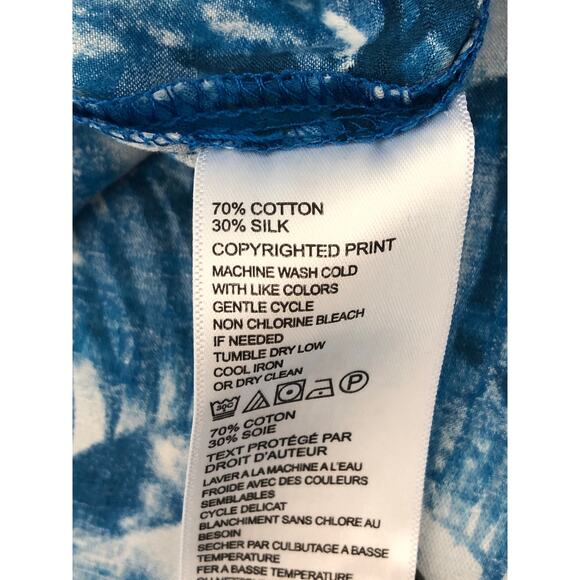 70% COTTON
30% SILK
COPYRIGHTED PRINT
MACHINE WASH COLD
WITH LIKE COLORS
GENTLE CYCLE
NON CHLORINE BLEACH
IF NEEDED
TUMBLE DRY LOW
COOL IRON
OR DRY CLEAN
30C P
70% COTON
30% SOIE
TEXT PROTÉGÉ PAR
DROIT D'AUTEUR
LAVER A LA MACHINE A L'EAU
FROIDE AVEC DES COULEURS
SEMBLABLES
CYCLE DELICAT
BLANCHIMENT SANS CHLORE AU
BESOIN
SECHER PAR CULBUTAGE A BASSE
TEMPERATURE
FER A BASSE TEMPERATURE